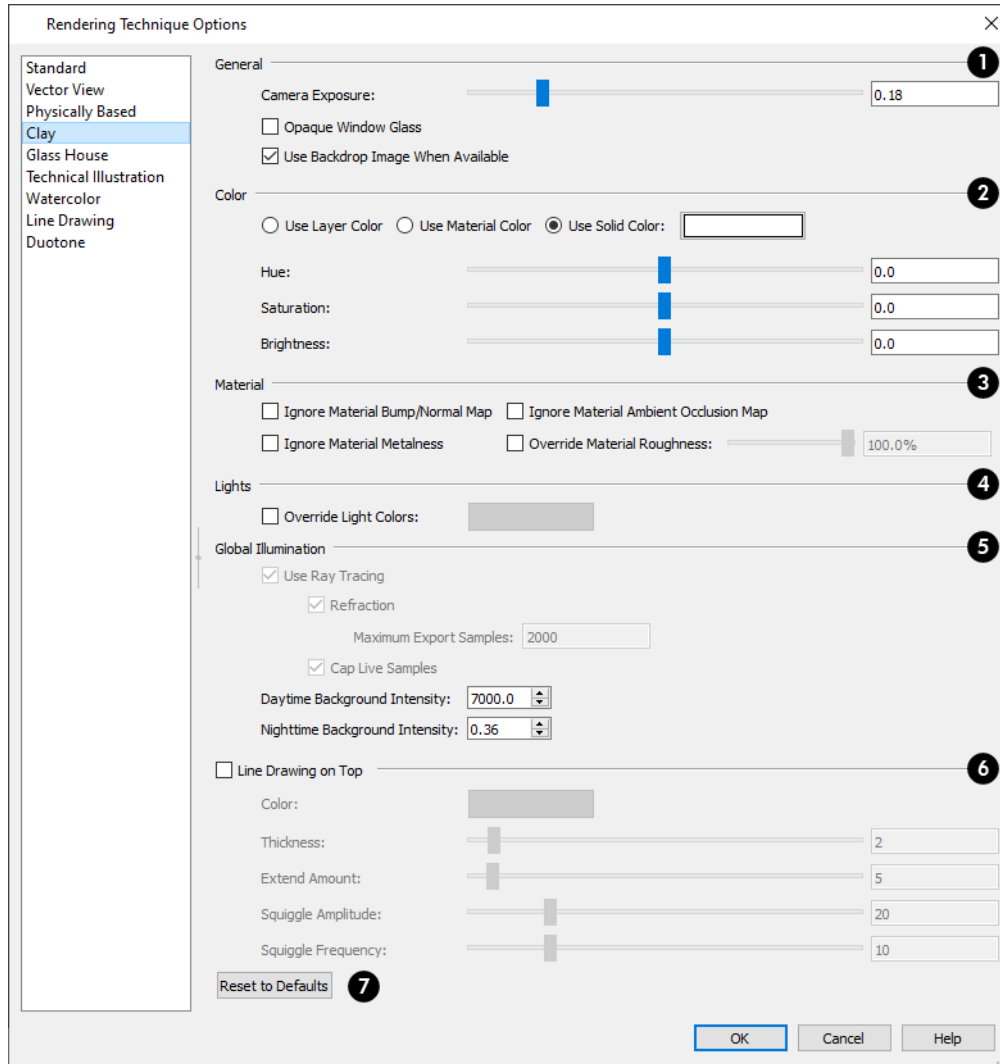 Rendering Technique Options
Standard
Vector View
Physically Based
Clay
Glass House
Technical Illustration
Watercolor
Line Drawing
Duotone
General 1
Camera Exposure: 0.18
Opaque Window Glass
Use Backdrop Image When Available
Color 2
Use Layer Color Use Material Color Use Solid Color:
Hue: 0.0
Saturation: 0.0
Brightness: 0.0
Material 3
Ignore Material Bump/Normal Map Ignore Material Ambient Occlusion Map
Ignore Material Metalness Override Material Roughness: 100.0%
Lights 4
Override Light Colors:
Global Illumination 5
Use Ray Tracing
Refraction
Maximum Export Samples: 2000
Cap Live Samples
Daytime Background Intensity: 7000.0
Nighttime Background Intensity: 0.36
Line Drawing on Top 6
Color:
Thickness: 2
Extend Amount: 5
Squiggle Amplitude: 20
Squiggle Frequency: 10
Reset to Defaults 7
OK Cancel Help